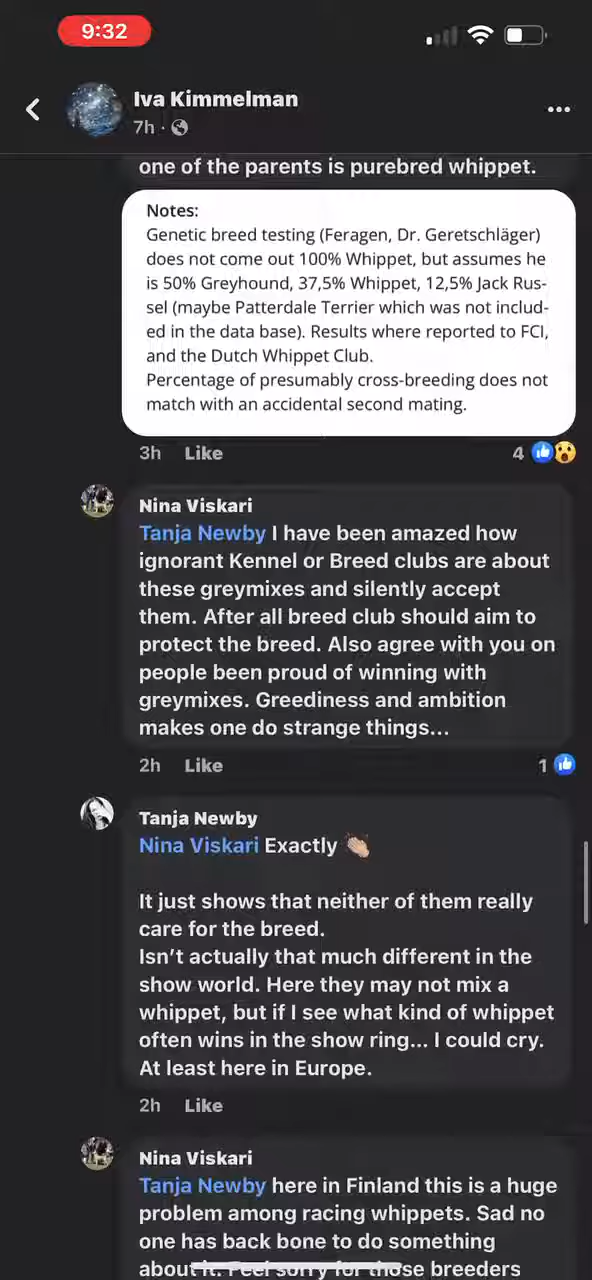 9:32
Iva Kimmelman
7h ·
one of the parents is purebred whippet.
Notes:
Genetic breed testing (Feragen, Dr. Geretschläger)
does not come out 100% Whippet, but assumes he
is 50% Greyhound, 37,5% Whippet, 12,5% Jack Rus-
sel (maybe Patterdale Terrier which was not includ-
ed in the data base). Results where reported to FCI,
and the Dutch Whippet Club.
Percentage of presumably cross-breeding does not
match with an accidental second mating.
3h Like 4
Nina Viskari
Tanja Newby I have been amazed how
ignorant Kennel or Breed clubs are about
these greymixes and silently accept
them. After all breed club should aim to
protect the breed. Also agree with you on
people been proud of winning with
greymixes. Greediness and ambition
makes one do strange things...
2h Like 1
Tanja Newby
Nina Viskari Exactly 👏🏼
It just shows that neither of them really
care for the breed.
Isn't actually that much different in the
show world. Here they may not mix a
whippet, but if I see what kind of whippet
often wins in the show ring... I could cry.
At least here in Europe.
2h Like
Nina Viskari
Tanja Newby here in Finland this is a huge
problem among racing whippets. Sad no
one has back bone to do something
about it. Feel sorry for those breeders